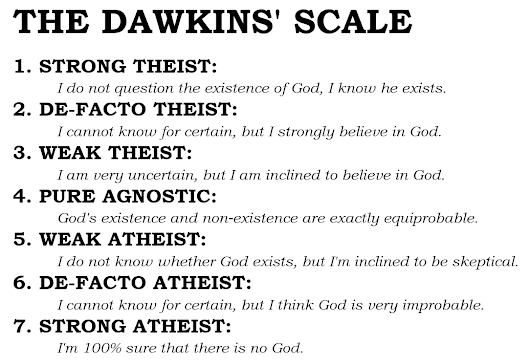 THE DAWKINS' SCALE
1. STRONG THEIST:
I do not question the existence of God, I know he exists.
2. DE-FACTO THEIST:
I cannot know for certain, but I strongly believe in God.
3. WEAK THEIST:
I am very uncertain, but I am inclined to believe in God.
4. PURE AGNOSTIC:
God's existence and non-existence are exactly equiprobable.
5. WEAK ATHEIST:
I do not know whether God exists, but I'm inclined to be skeptical.
6. DE-FACTO ATHEIST:
I cannot know for certain, but I think God is very improbable.
7. STRONG ATHEIST:
I'm 100% sure that there is no God.